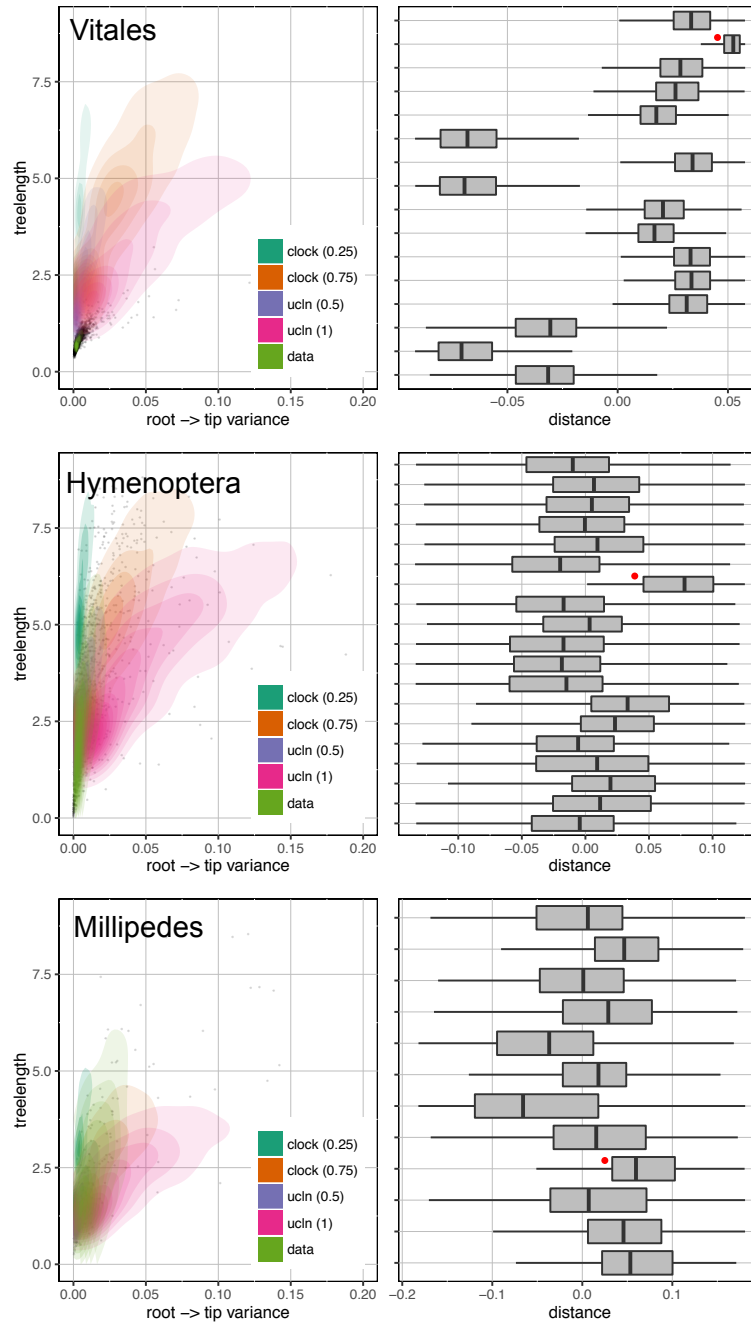 Vitales
treelength
7.5
5.0
2.5
0.0
clock (0.25)
clock (0.75)
ucln (0.5)
ucln (1)
data
0.00 0.05 0.10 0.15 0.20
root −> tip variance
−0.05 0.00 0.05
distance
Hymenoptera
treelength
7.5
5.0
2.5
0.0
clock (0.25)
clock (0.75)
ucln (0.5)
ucln (1)
data
0.00 0.05 0.10 0.15 0.20
root −> tip variance
−0.10 −0.05 0.00 0.05 0.10
distance
Millipedes
treelength
7.5
5.0
2.5
0.0
clock (0.25)
clock (0.75)
ucln (0.5)
ucln (1)
data
0.00 0.05 0.10 0.15 0.20
root −> tip variance
−0.2 −0.1 0.0 0.1
distance